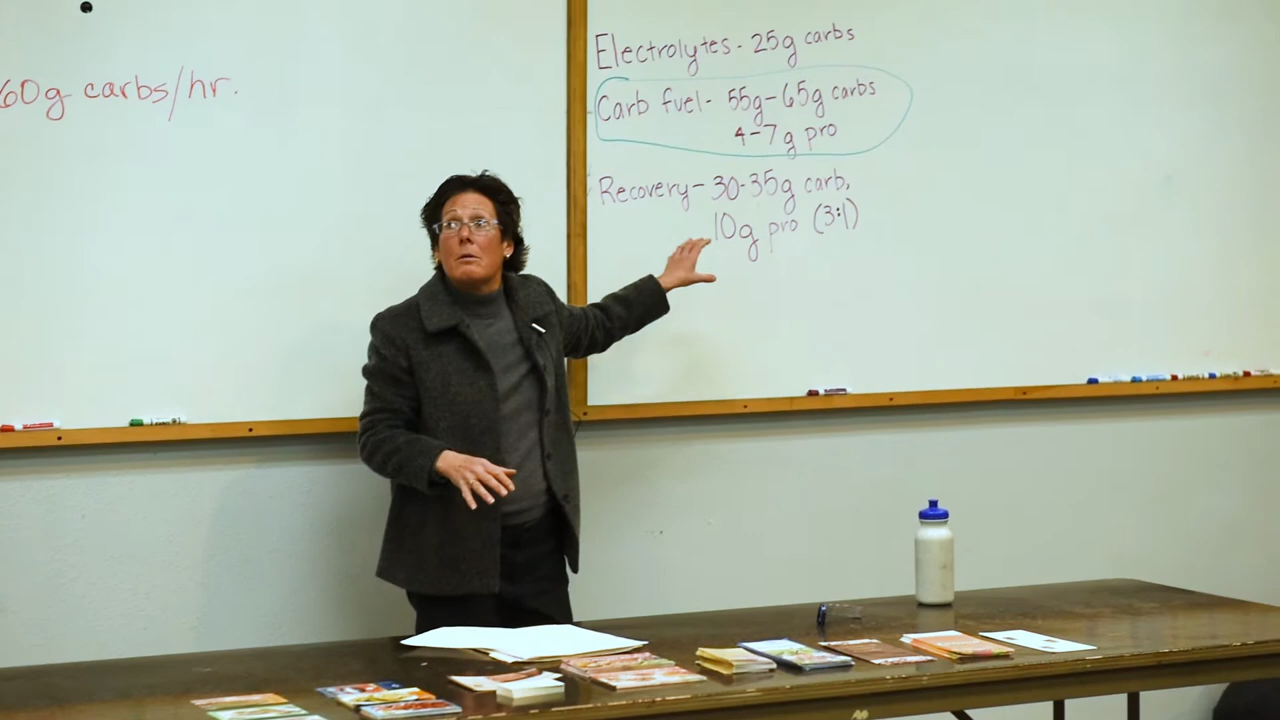 60g carbs/hr.
Electrolytes - 25g carbs
Carb fuel- 55g-65g carbs
4-7g pro
Recovery- 30-35g carb,
10g pro (3:1)